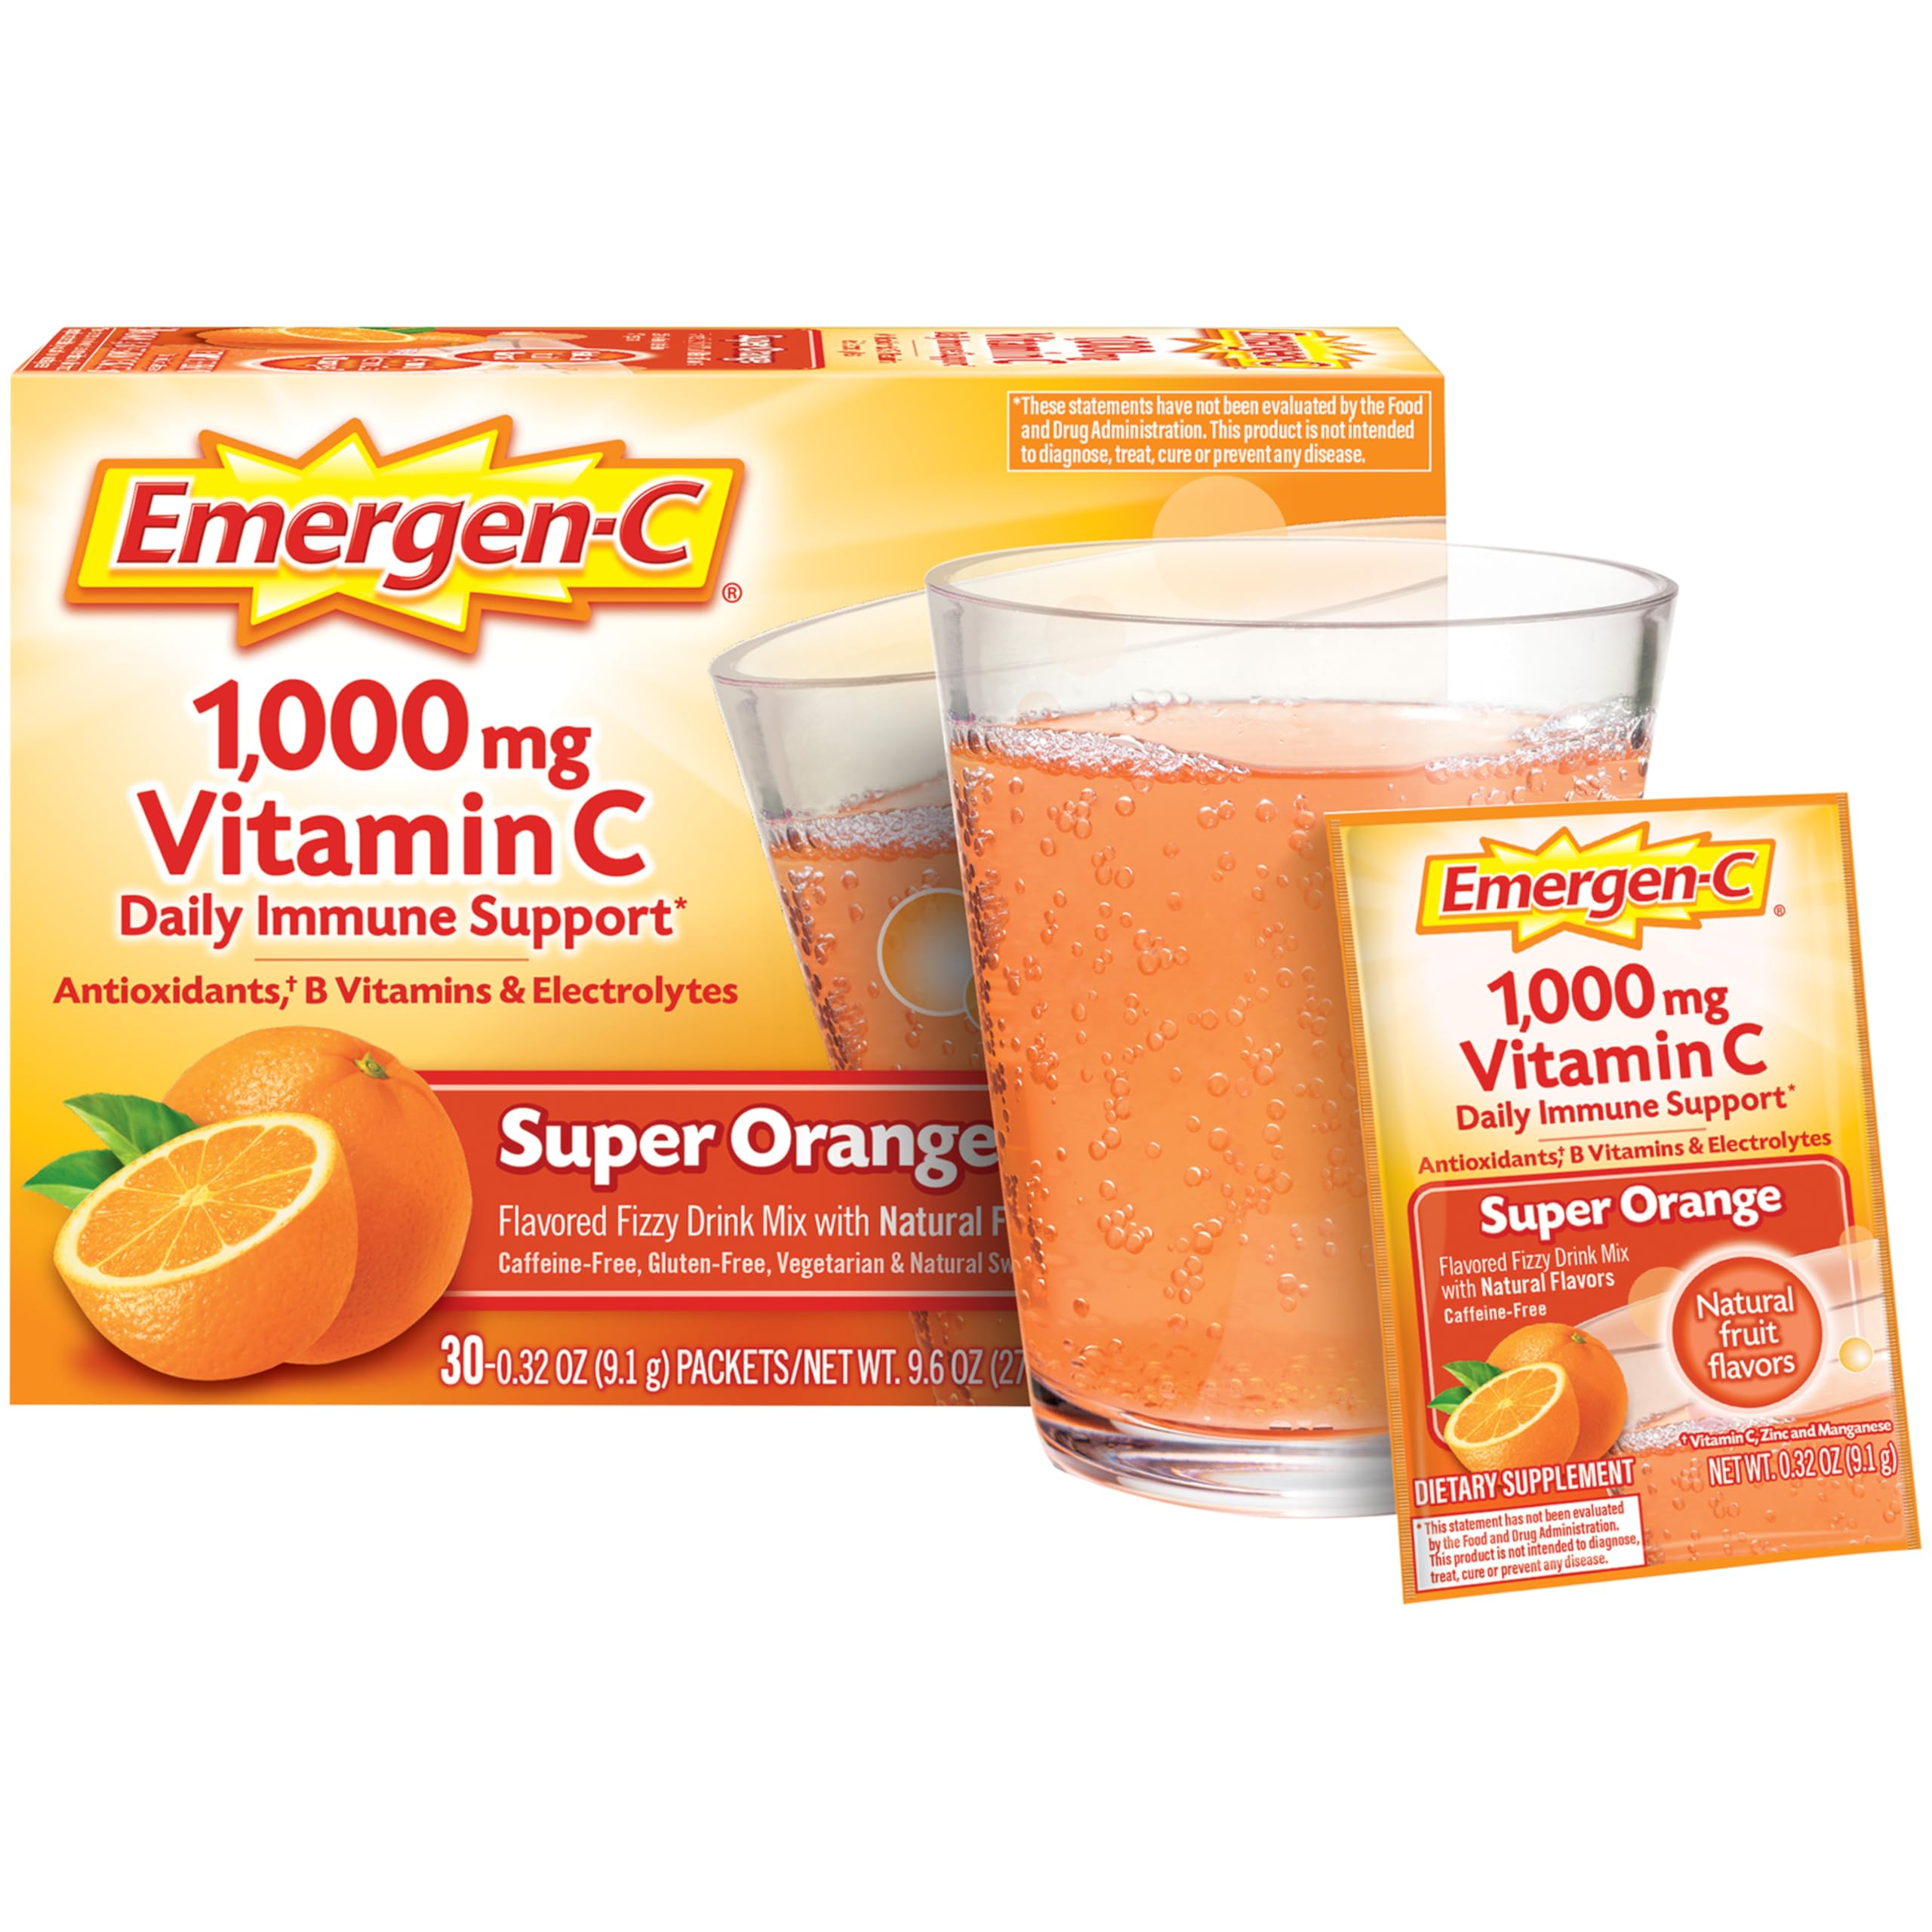 *These statements have not been evaluated by the Food
and Drug Administration. This product is not intended
to diagnose, treat, cure or prevent any disease.
Emergen-C®
1,000 mg
Vitamin C
Daily Immune Support*
Antioxidants,† B Vitamins & Electrolytes
Super Orange
Flavored Fizzy Drink Mix with Natural F
Caffeine-Free, Gluten-Free, Vegetarian & Natural Sw
30-0.32 OZ (9.1 g) PACKETS/NET WT. 9.6 OZ (27
Emergen-C®
1,000 mg
Vitamin C
Daily Immune Support*
Antioxidants,† B Vitamins & Electrolytes
Super Orange
Flavored Fizzy Drink Mix
with Natural Flavors
Caffeine-Free
Natural
fruit
flavors
† Vitamin C, Zinc and Manganese
NET WT. 0.32 OZ (9.1 g)
DIETARY SUPPLEMENT
* This statement has not been evaluated
by the Food and Drug Administration.
This product is not intended to diagnose,
treat, cure or prevent any disease.